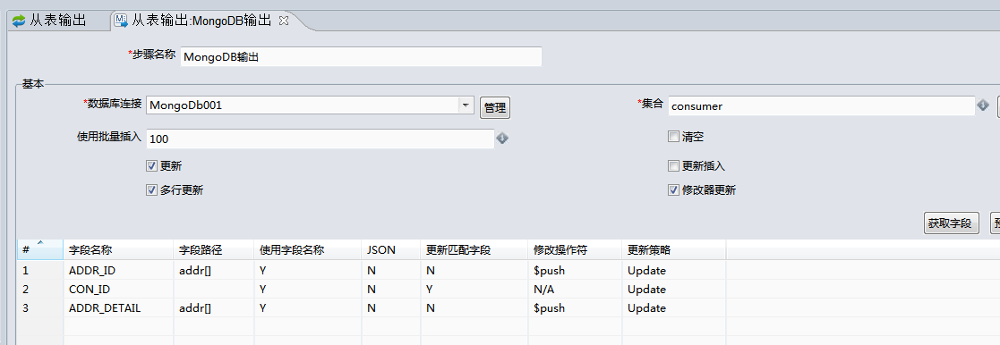 从表输出 从表输出:MongoDB输出
*步骤名称 MongoDB输出
基本
*数据库连接 MongoDb001 管理 *集合 consumer
使用批量插入 100 清空
更新 更新插入
多行更新 修改器更新
获取字段
# 字段名称 字段路径 使用字段名称 JSON 更新匹配字段 修改操作符 更新策略
1 ADDR_ID addr[] Y N N $push Update
2 CON_ID Y N Y N/A Update
3 ADDR_DETAIL addr[] Y N N $push Update